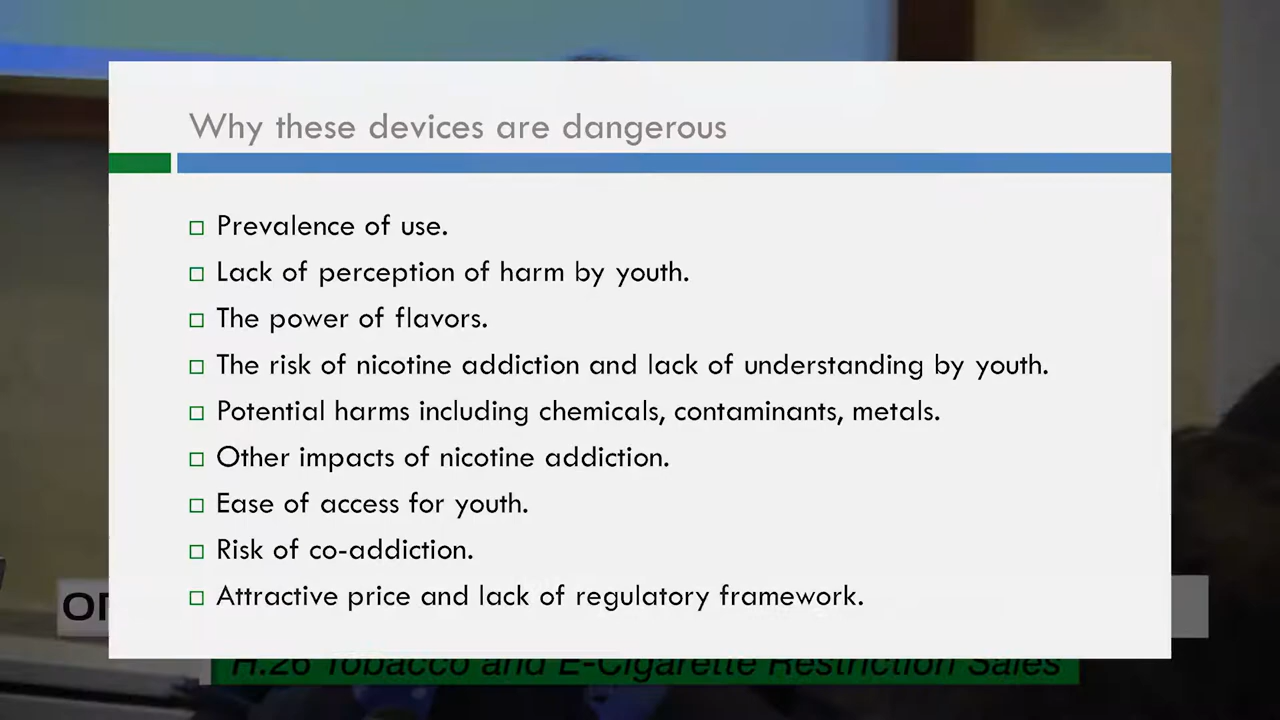 Why these devices are dangerous
Prevalence of use.
Lack of perception of harm by youth.
The power of flavors.
The risk of nicotine addiction and lack of understanding by youth.
Potential harms including chemicals, contaminants, metals.
Other impacts of nicotine addiction.
Ease of access for youth.
Risk of co-addiction.
Attractive price and lack of regulatory framework.
H.26 Tobacco and E-Cigarette Restriction Sales